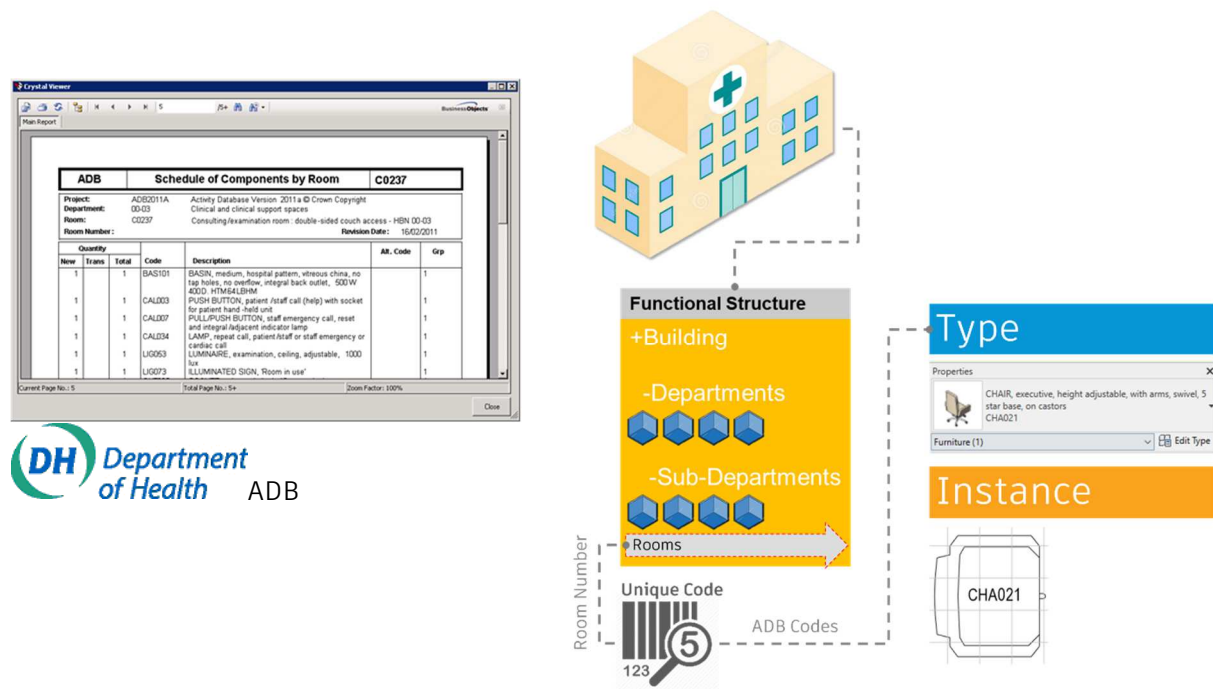 Crystal Viewer
5 /5+ BusinessObjects
Main Report
ADB Schedule of Components by Room C0237
Project: ADB2011A Activity Database Version 2011a © Crown Copyright
Department: 00-03 Clinical and clinical support spaces
Room: C0237 Consulting/examination room : double-sided couch access - HBN 00-03
Room Number: Revision Date: 16/02/2011
Quantity
New Trans Total Code Description Alt. Code Grp
1 1 BAS101 BASIN, medium, hospital pattern, vitreous china, no 1
tap holes, no overflow, integral back outlet, 500W
400D. HTM64LBHM
1 1 CAL003 PUSH BUTTON, patient /staff call (help) with socket 1
for patient hand -held unit
1 1 CAL007 PULL/PUSH BUTTON, staff emergency call, reset 1
and integral /adjacent indicator lamp
1 1 CAL034 LAMP, repeat call, patient/staff or staff emergency or 1
cardiac call
1 1 LIG053 LUMINAIRE, examination, ceiling, adjustable, 1000 1
lux
1 1 LIG073 ILLUMINATED SIGN, 'Room in use' 1
Current Page No.: 5 Total Page No.: 5+ Zoom Factor: 100%
Close
DH Department
of Health ADB
Functional Structure
+Building
-Departments
-Sub-Departments
Rooms
Room Number
Unique Code
123
5
ADB Codes
Type
Properties X
CHAIR, executive, height adjustable, with arms, swivel, 5
star base, on castors
CHA021
Furniture (1) Edit Type
Instance
CHA021